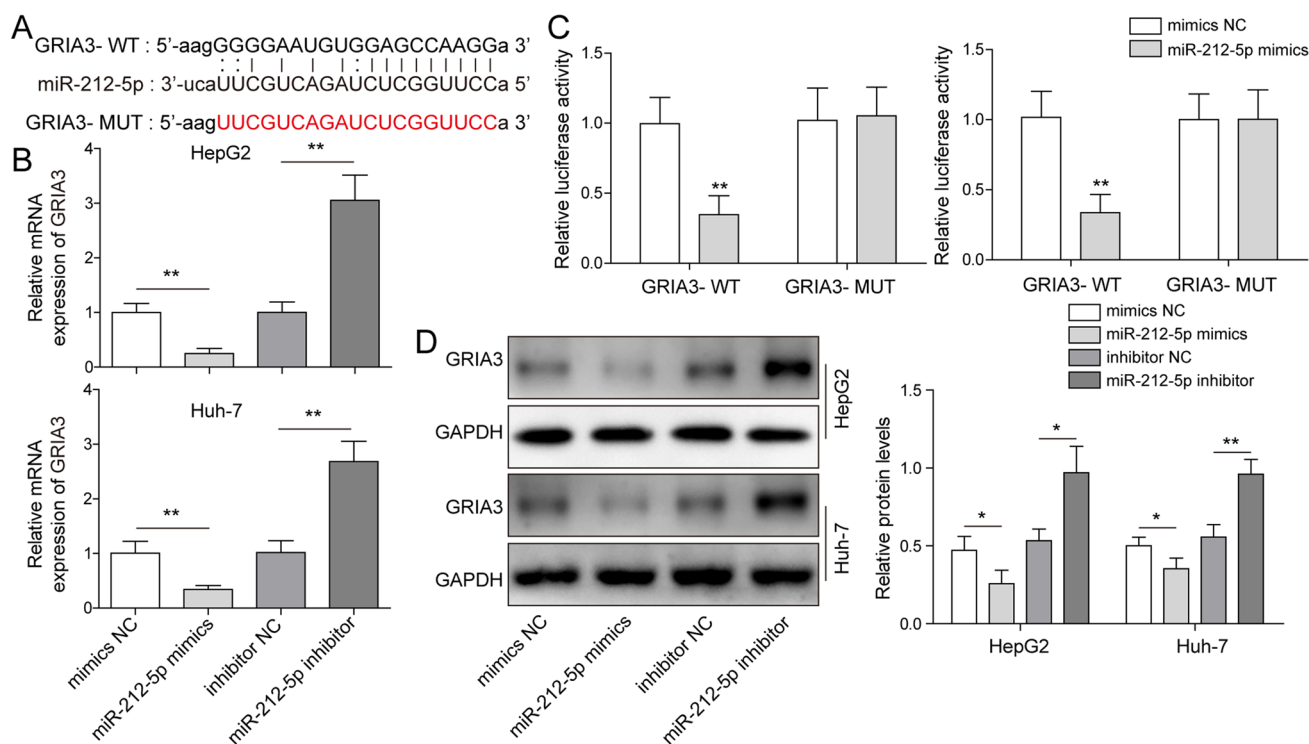 A
GRIA3- WT : 5'-aagGGGGAAUGUGGAGCCAAGGa 3'
miR-212-5p : 3'-ucaUUCGUCAGAUCUCGGUUCCa 5'
GRIA3- MUT : 5'-aagUUCGUCAGAUCUCGGUUCCa 3'
B
HepG2
Relative mRNA
expression of GRIA3
4
3
2
1
0
**
**
Huh-7
Relative mRNA
expression of GRIA3
4
3
2
1
0
**
**
mimics NC
miR-212-5p mimics
inhibitor NC
miR-212-5p inhibitor
C
mimics NC
miR-212-5p mimics
Relative luciferase activity
1.5
1.0
0.5
0.0
**
GRIA3- WT
GRIA3- MUT
Relative luciferase activity
1.5
1.0
0.5
0.0
**
GRIA3- WT
GRIA3- MUT
D
GRIA3
GAPDH
HepG2
GRIA3
GAPDH
Huh-7
mimics NC
miR-212-5p mimics
inhibitor NC
miR-212-5p inhibitor
mimics NC
miR-212-5p mimics
inhibitor NC
miR-212-5p inhibitor
Relative protein levels
1.5
1.0
0.5
0.0
*
*
*
**
HepG2
Huh-7